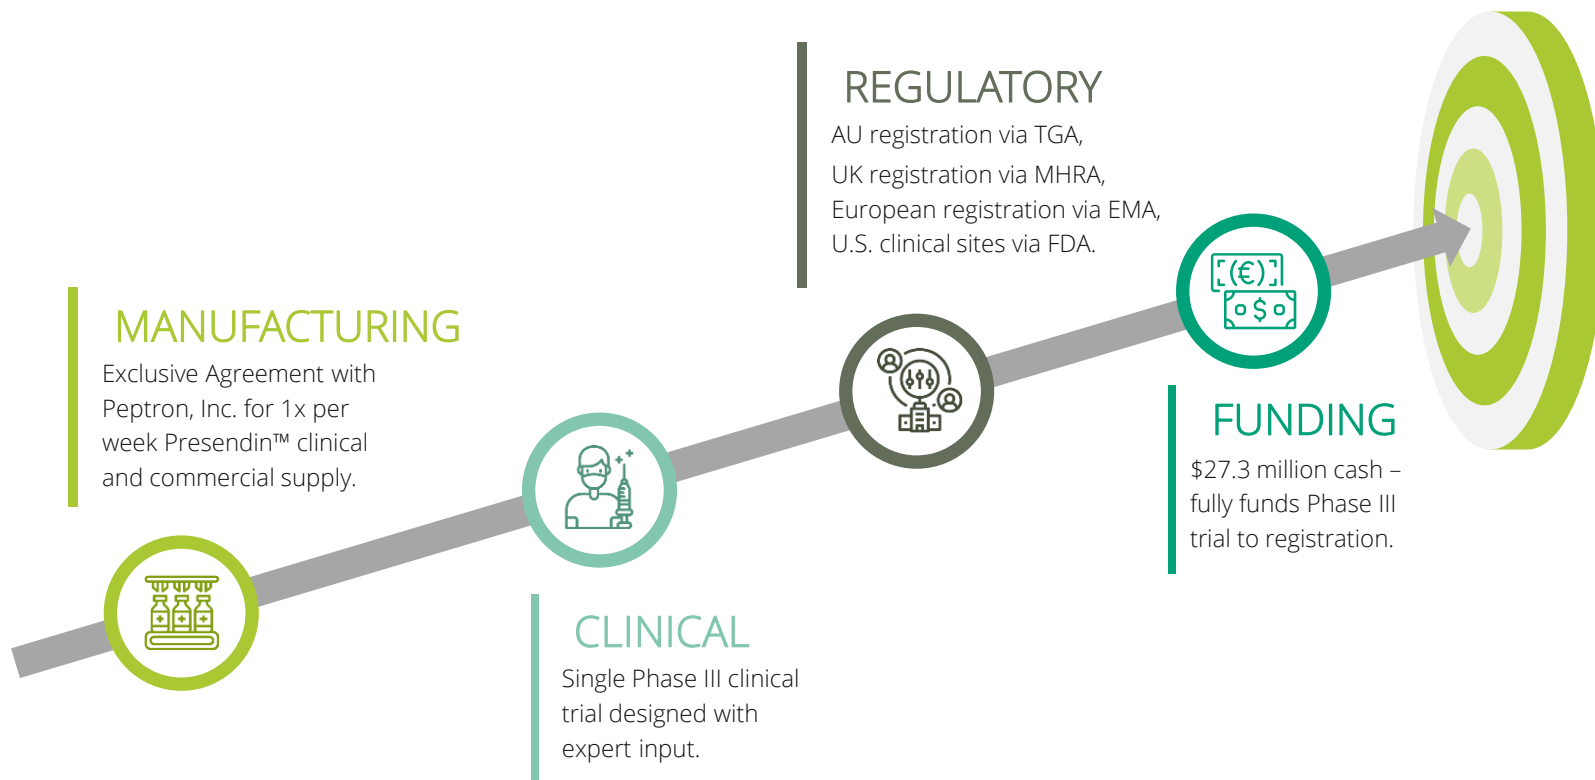 MANUFACTURING
Exclusive Agreement with
Peptron, Inc. for 1x per
week Presendin™ clinical
and commercial supply.
CLINICAL
Single Phase III clinical
trial designed with
expert input.
REGULATORY
AU registration via TGA,
UK registration via MHRA,
European registration via EMA,
U.S. clinical sites via FDA.
(€)
$
FUNDING
$27.3 million cash –
fully funds Phase III
trial to registration.